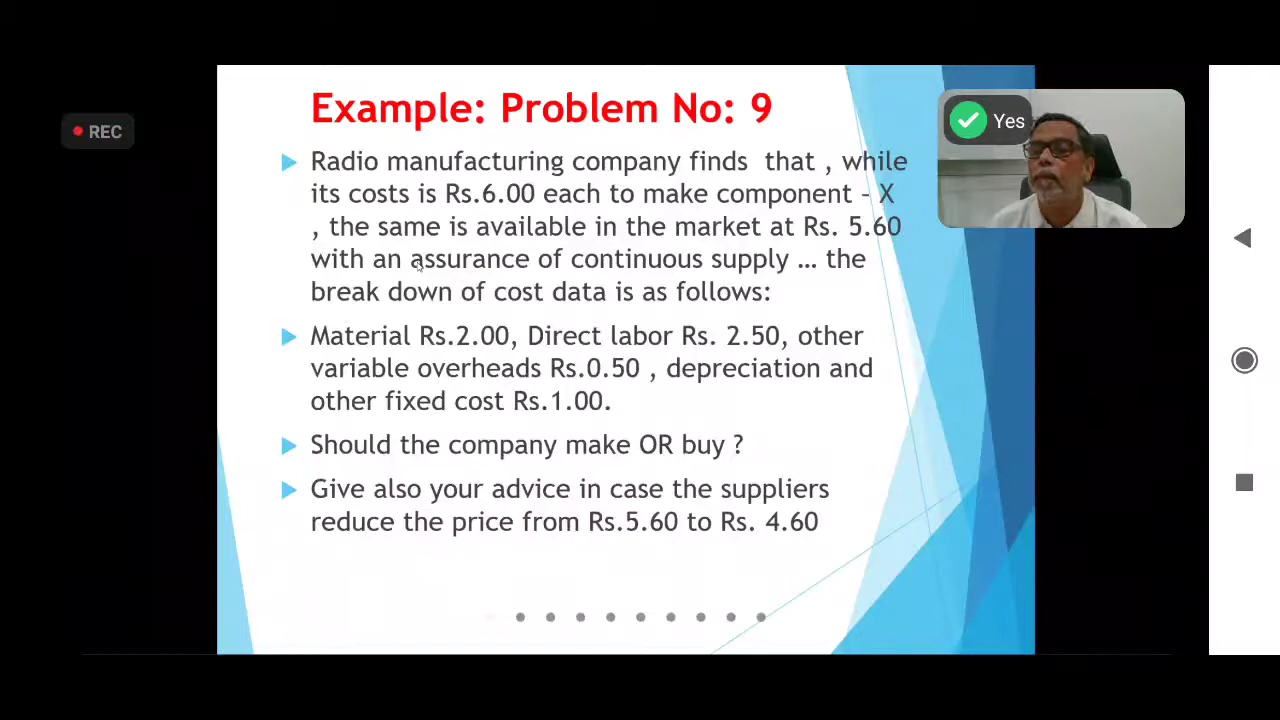 Example: Problem No: 9
REC
Yes
Radio manufacturing company finds that , while
its costs is Rs.6.00 each to make component - X
, the same is available in the market at Rs. 5.60
with an assurance of continuous supply ... the
break down of cost data is as follows:
Material Rs.2.00, Direct labor Rs. 2.50, other
variable overheads Rs.0.50 , depreciation and
other fixed cost Rs.1.00.
Should the company make OR buy ?
Give also your advice in case the suppliers
reduce the price from Rs.5.60 to Rs. 4.60